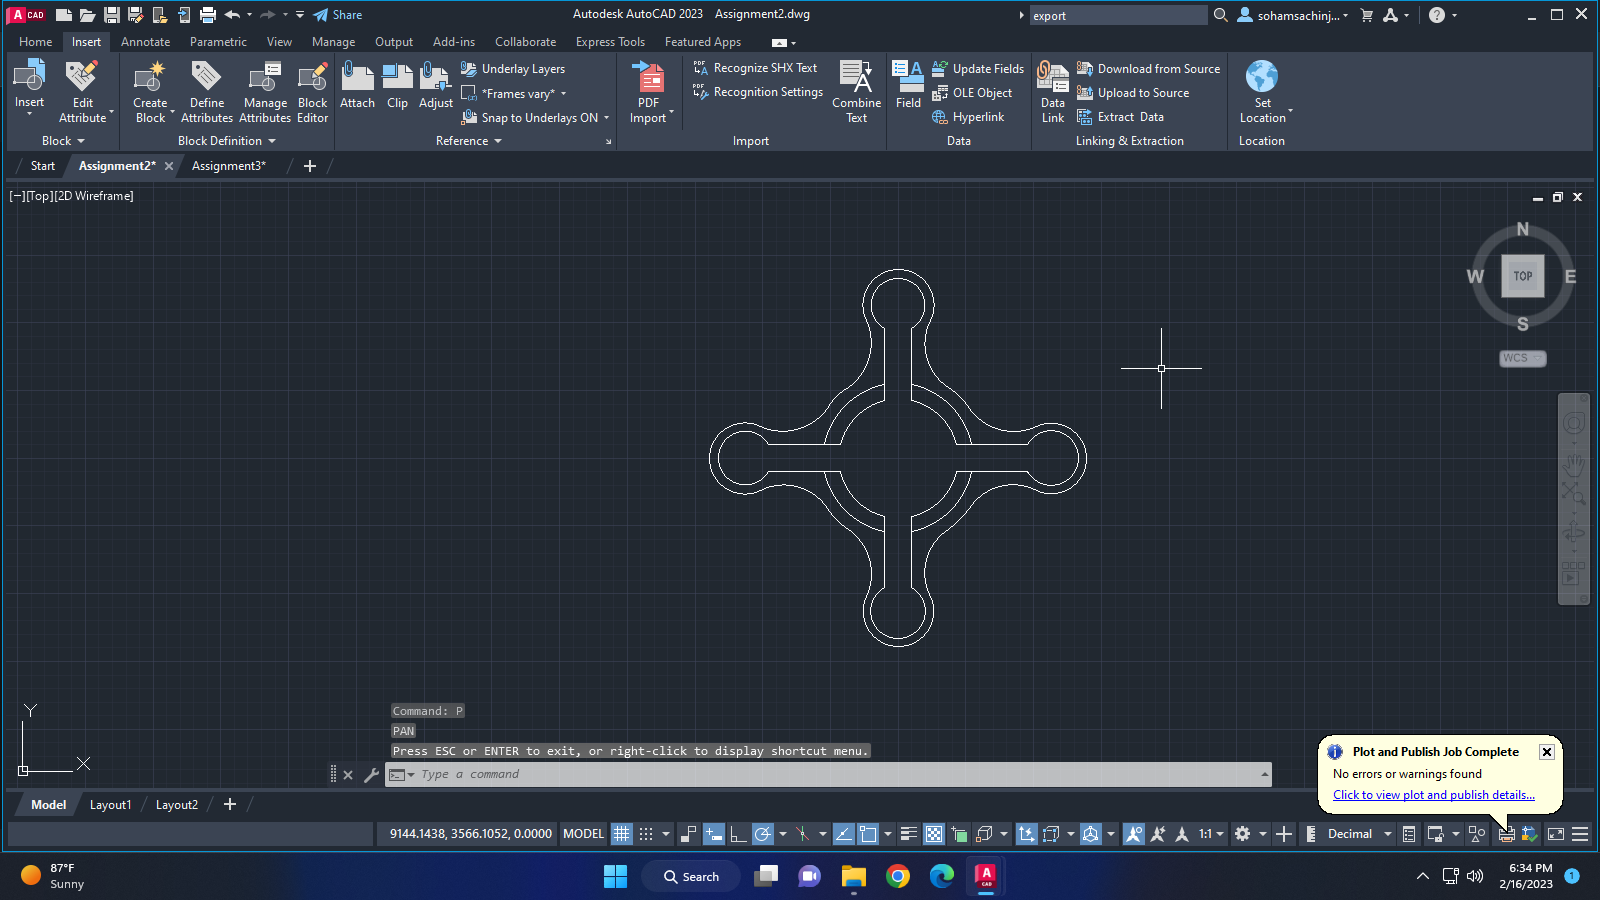 A CAD Share Autodesk AutoCAD 2023 Assignment2.dwg export sohamsachinj...
Home Insert Annotate Parametric View Manage Output Add-ins Collaborate Express Tools Featured Apps
Insert
Edit Attribute
Create Block
Define Attributes
Manage Attributes
Block Editor
Attach
Clip
Adjust
Underlay Layers
*Frames vary*
Snap to Underlays ON
PDF Import
PDF Recognize SHX Text
PDF Recognition Settings
Combine Text
Field
Update Fields
OLE Object
Hyperlink
Data Link
Download from Source
Upload to Source
Extract Data
Set Location
Block Block Definition Reference Import Data Linking & Extraction Location
Start Assignment2* Assignment3*
[−][Top][2D Wireframe]
N
W TOP E
S
WCS
Y
X
Command: P
PAN
Press ESC or ENTER to exit, or right-click to display shortcut menu.
Type a command
Plot and Publish Job Complete
No errors or warnings found
Click to view plot and publish details...
Model Layout1 Layout2
9144.1438, 3566.1052, 0.0000 MODEL 1:1 Decimal
87°F
Sunny
Search
A CAD
6:34 PM
2/16/2023
1